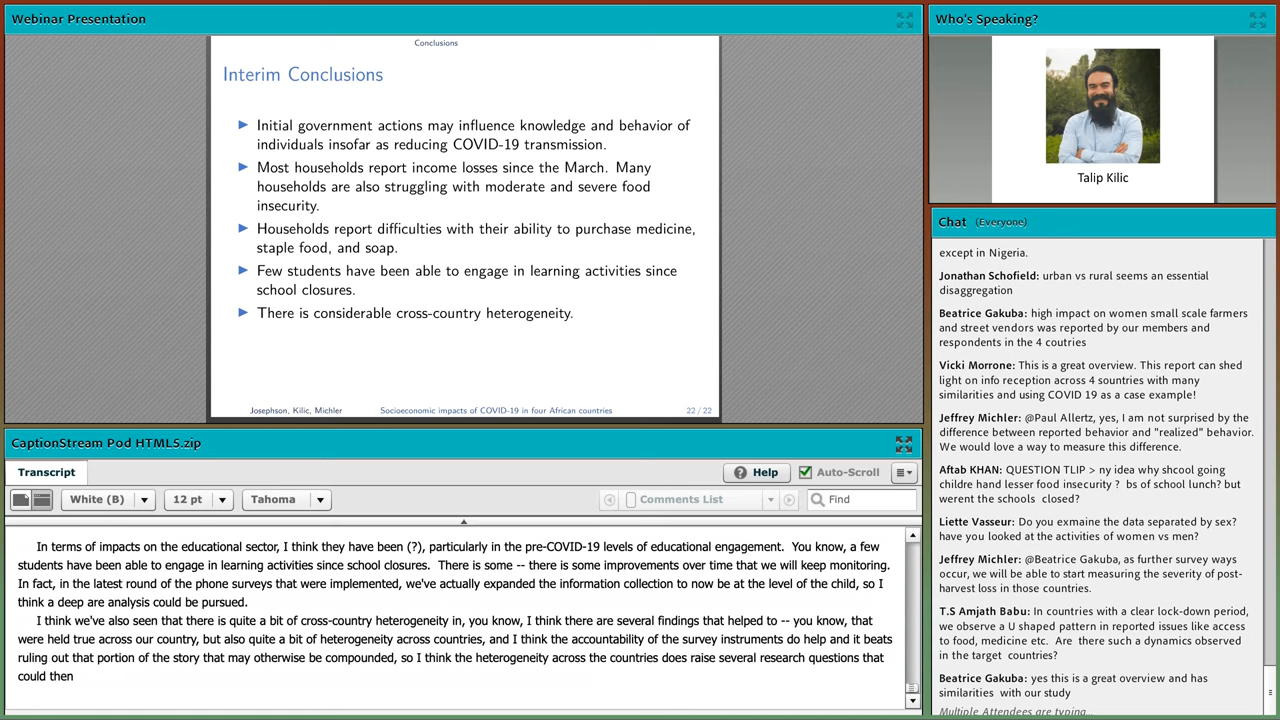 Webinar Presentation
Conclusions
Interim Conclusions
Initial government actions may influence knowledge and behavior of
individuals insofar as reducing COVID-19 transmission.
Most households report income losses since the March. Many
households are also struggling with moderate and severe food
insecurity.
Households report difficulties with their ability to purchase medicine,
staple food, and soap.
Few students have been able to engage in learning activities since
school closures.
There is considerable cross-country heterogeneity.
Josephson, Kilic, Michler Socioeconomic impacts of COVID-19 in four African countries 22 / 22
Who's Speaking?
Talip Kilic
CaptionStream Pod HTML5.zip
Transcript Help Auto-Scroll
White (B) 12 pt Tahoma Comments List Find
In terms of impacts on the educational sector, I think they have been (?), particularly in the pre-COVID-19 levels of educational engagement. You know, a few
students have been able to engage in learning activities since school closures. There is some -- there is some improvements over time that we will keep monitoring.
In fact, in the latest round of the phone surveys that were implemented, we've actually expanded the information collection to now be at the level of the child, so I
think a deep are analysis could be pursued.
I think we've also seen that there is quite a bit of cross-country heterogeneity in, you know, I think there are several findings that helped to -- you know, that
were held true across our country, but also quite a bit of heterogeneity across countries, and I think the accountability of the survey instruments do help and it beats
ruling out that portion of the story that may otherwise be compounded, so I think the heterogeneity across the countries does raise several research questions that
could then
Chat (Everyone)
except in Nigeria.
Jonathan Schofield: urban vs rural seems an essential
disaggregation
Beatrice Gakuba: high impact on women small scale farmers
and street vendors was reported by our members and
respondents in the 4 coutries
Vicki Morrone: This is a great overview. This report can shed
light on info reception across 4 sountries with many
similarities and using COVID 19 as a case example!
Jeffrey Michler: @Paul Allertz, yes, I am not surprised by the
difference between reported behavior and "realized" behavior.
We would love a way to measure this difference.
Aftab KHAN: QUESTION TLIP > ny idea why shcool going
childre hand lesser food insecurity ? bs of school lunch? but
werent the schools closed?
Liette Vasseur: Do you exmaine the data separated by sex?
have you looked at the activities of women vs men?
Jeffrey Michler: @Beatrice Gakuba, as further survey ways
occur, we will be able to start measuring the severity of post-
harvest loss in those countries.
T.S Amjath Babu: In countries with a clear lock-down period,
we observe a U shaped pattern in reported issues like access
to food, medicine etc. Are there such a dynamics observed
in the target countries?
Beatrice Gakuba: yes this is a great overview and has
similarities with our study
Multiple Attendees are typing...